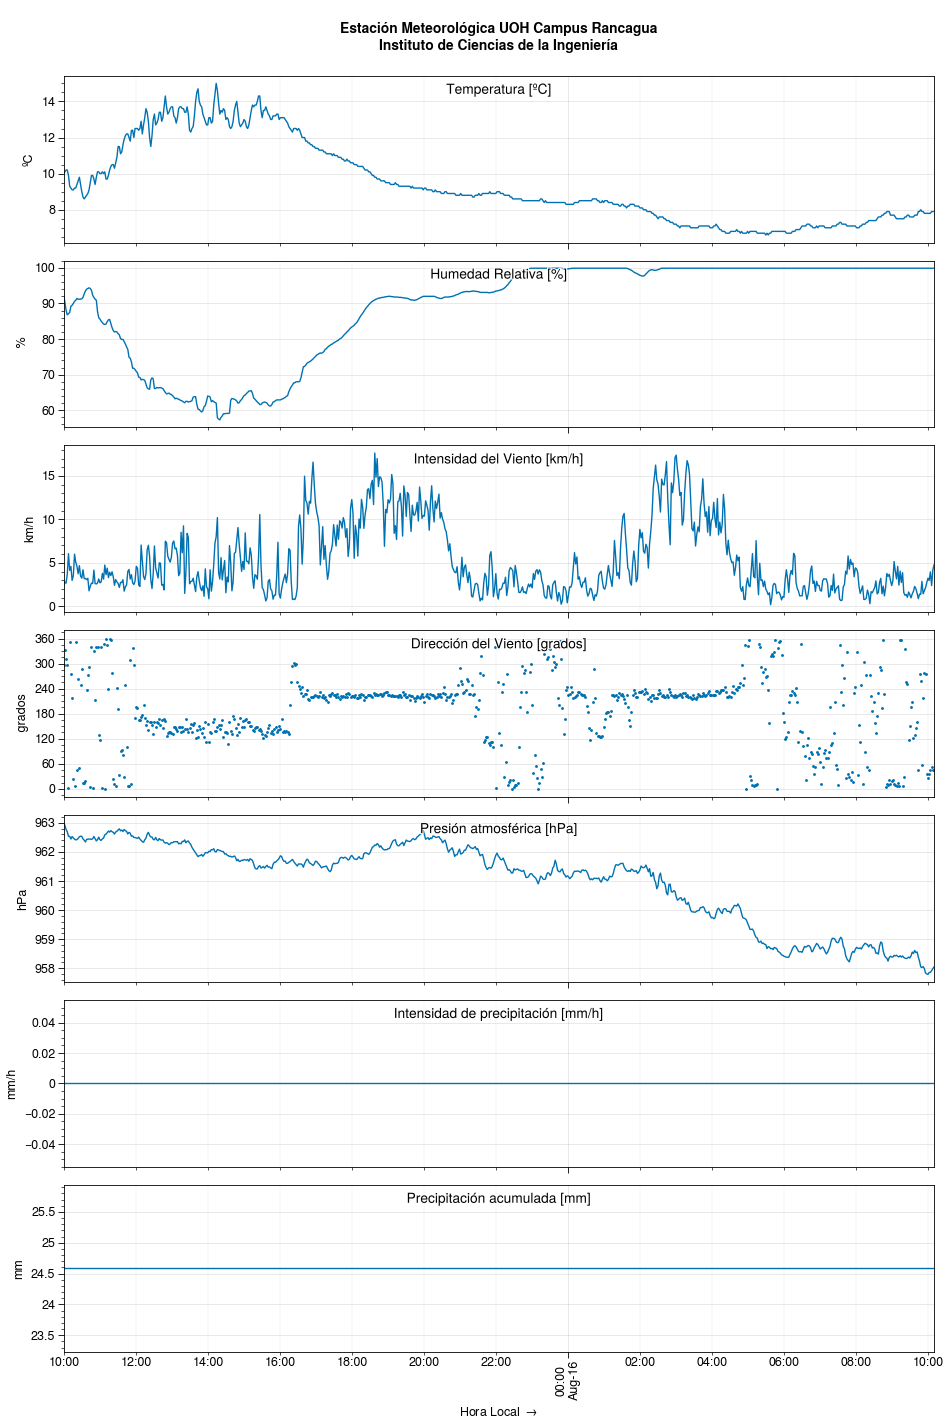 Estación Meteorológica UOH Campus Rancagua
Instituto de Ciencias de la Ingeniería
Temperatura [ºC]
ºC
14
12
10
8
Humedad Relativa [%]
%
100
90
80
70
60
Intensidad del Viento [km/h]
km/h
15
10
5
0
Dirección del Viento [grados]
grados
360
300
240
180
120
60
0
Presión atmosférica [hPa]
hPa
963
962
961
960
959
958
Intensidad de precipitación [mm/h]
mm/h
0.04
0.02
0
−0.02
−0.04
Precipitación acumulada [mm]
mm
25.5
25
24.5
24
23.5
10:00 12:00 14:00 16:00 18:00 20:00 22:00 00:00 02:00 04:00 06:00 08:00 10:00
Aug-16
Hora Local →